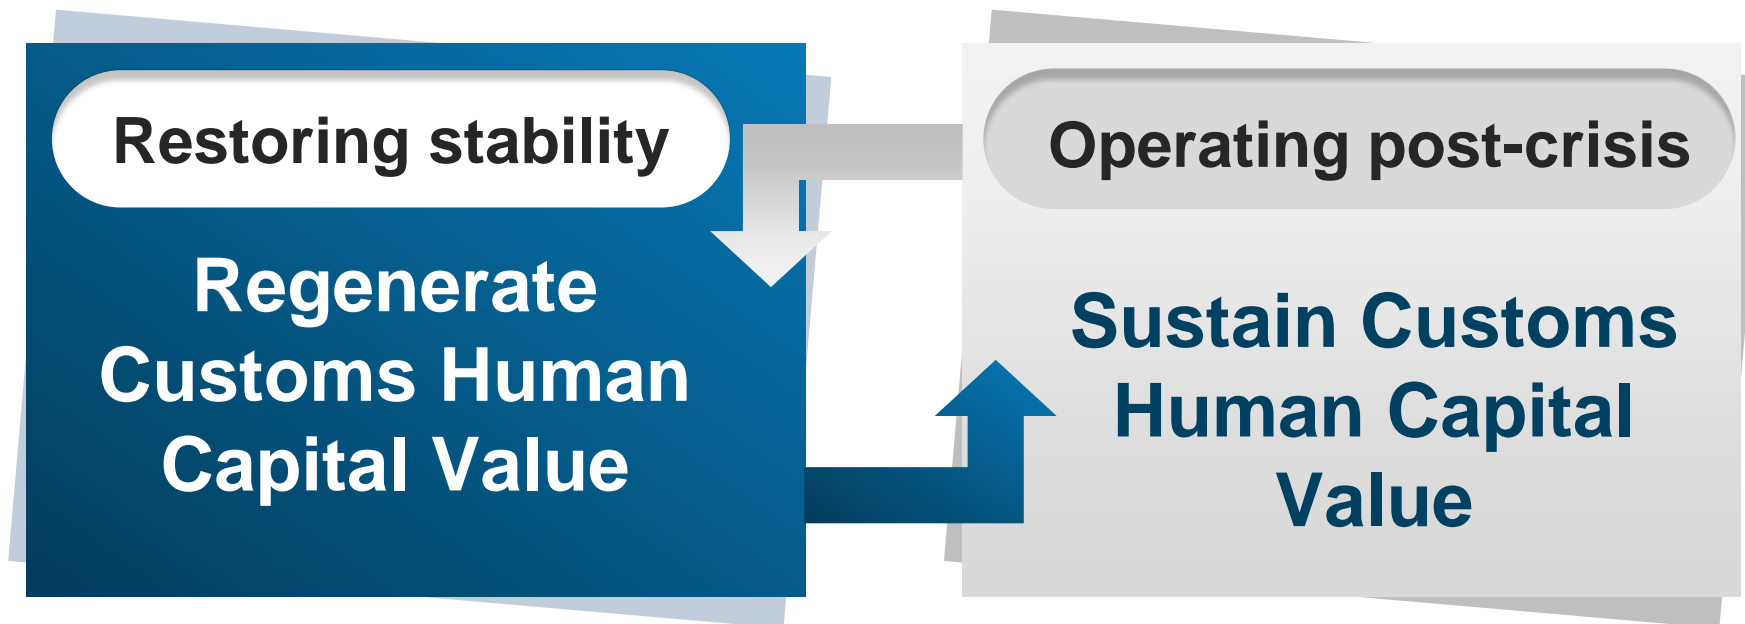 Restoring stability
Regenerate
Customs Human
Capital Value
Operating post-crisis
Sustain Customs
Human Capital
Value